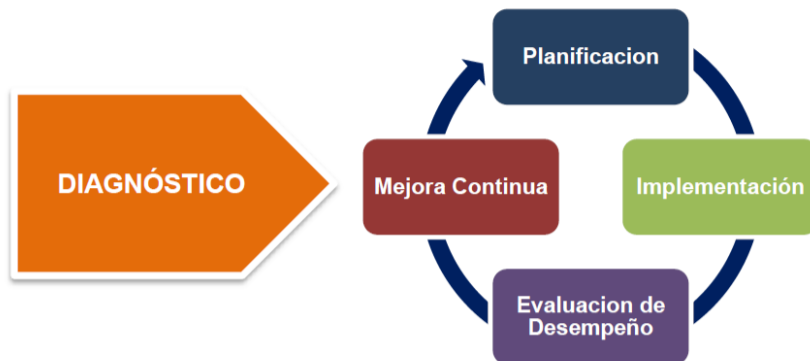 DIAGNÓSTICO
Planificacion
Mejora Continua
Implementación
Evaluacion de
Desempeño